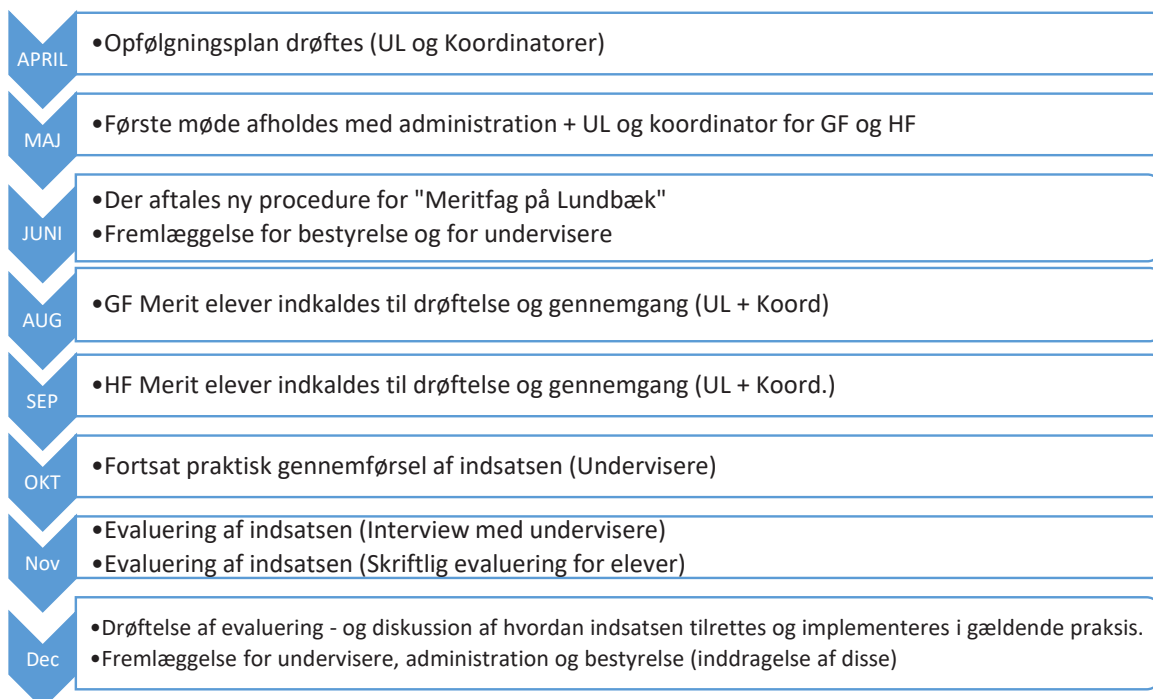 APRIL
•Opfølgningsplan drøftes (UL og Koordinatorer)
MAJ
•Første møde afholdes med administration + UL og koordinator for GF og HF
JUNI
•Der aftales ny procedure for "Meritfag på Lundbæk"
•Fremlæggelse for bestyrelse og for undervisere
AUG
•GF Merit elever indkaldes til drøftelse og gennemgang (UL + Koord)
SEP
•HF Merit elever indkaldes til drøftelse og gennemgang (UL + Koord.)
OKT
•Fortsat praktisk gennemførsel af indsatsen (Undervisere)
Nov
•Evaluering af indsatsen (Interview med undervisere)
•Evaluering af indsatsen (Skriftlig evaluering for elever)
Dec
•Drøftelse af evaluering - og diskussion af hvordan indsatsen tilrettes og implementeres i gældende praksis.
•Fremlæggelse for undervisere, administration og bestyrelse (inddragelse af disse)